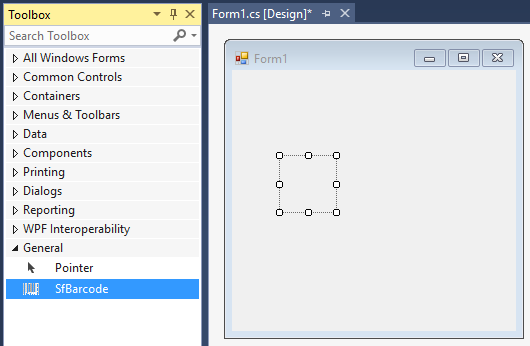 Toolbox
Search Toolbox
All Windows Forms
Common Controls
Containers
Menus & Toolbars
Data
Components
Printing
Dialogs
Reporting
WPF Interoperability
General
Pointer
SfBarcode
Form1.cs [Design]*
Form1